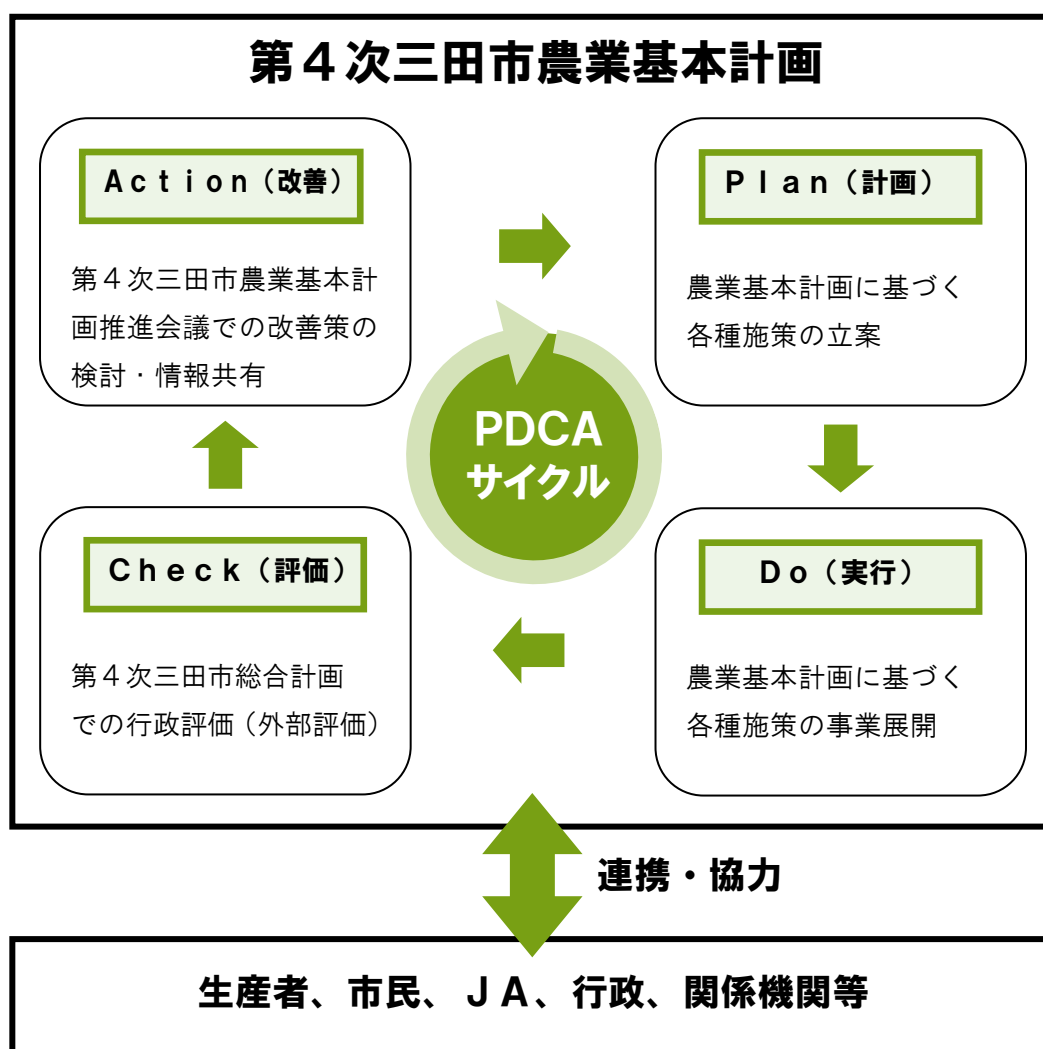 第４次三田市農業基本計画
Ａｃｔｉｏｎ（改善）
第４次三田市農業基本計
画推進会議での改善策の
検討・情報共有
Ｐｌａｎ（計画）
農業基本計画に基づく
各種施策の立案
PDCA
サイクル
Ｃｈｅｃｋ（評価）
第４次三田市総合計画
での行政評価（外部評価）
Ｄｏ（実行）
農業基本計画に基づく
各種施策の事業展開
連携・協力
生産者、市民、ＪＡ、行政、関係機関等